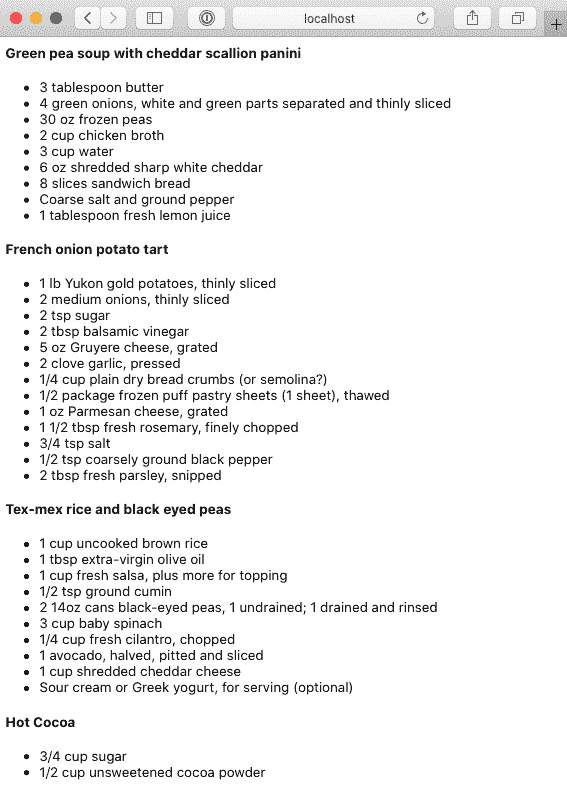 localhost
Green pea soup with cheddar scallion panini
3 tablespoon butter
4 green onions, white and green parts separated and thinly sliced
30 oz frozen peas
2 cup chicken broth
3 cup water
6 oz shredded sharp white cheddar
8 slices sandwich bread
Coarse salt and ground pepper
1 tablespoon fresh lemon juice
French onion potato tart
1 lb Yukon gold potatoes, thinly sliced
2 medium onions, thinly sliced
2 tsp sugar
2 tbsp balsamic vinegar
5 oz Gruyere cheese, grated
2 clove garlic, pressed
1/4 cup plain dry bread crumbs (or semolina?)
1/2 package frozen puff pastry sheets (1 sheet), thawed
1 oz Parmesan cheese, grated
1 1/2 tbsp fresh rosemary, finely chopped
3/4 tsp salt
1/2 tsp coarsely ground black pepper
2 tbsp fresh parsley, snipped
Tex-mex rice and black eyed peas
1 cup uncooked brown rice
1 tbsp extra-virgin olive oil
1 cup fresh salsa, plus more for topping
1/2 tsp ground cumin
2 14oz cans black-eyed peas, 1 undrained; 1 drained and rinsed
3 cup baby spinach
1/4 cup fresh cilantro, chopped
1 avocado, halved, pitted and sliced
1 cup shredded cheddar cheese
Sour cream or Greek yogurt, for serving (optional)
Hot Cocoa
3/4 cup sugar
1/2 cup unsweetened cocoa powder